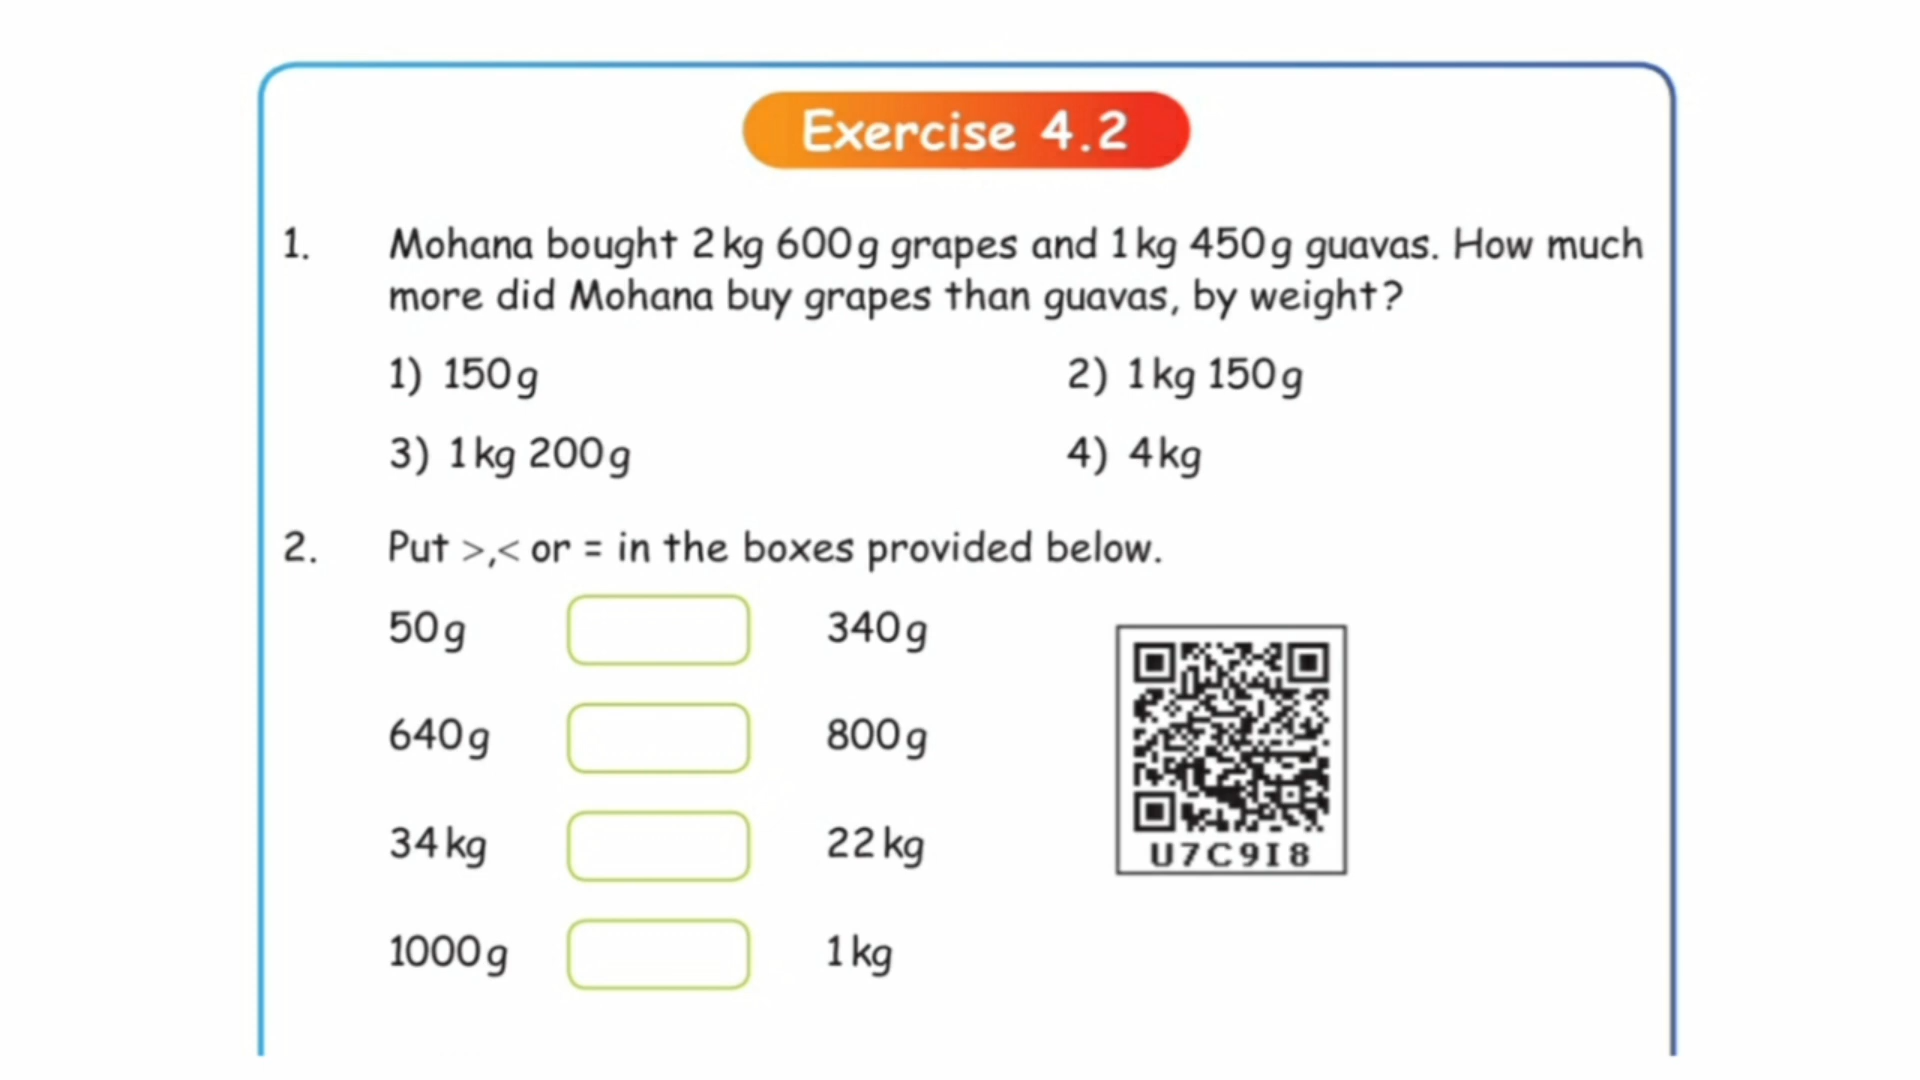 Exercise 4.2
1. Mohana bought 2 kg 600 g grapes and 1 kg 450 g guavas. How much
more did Mohana buy grapes than guavas, by weight?
1) 150 g 2) 1 kg 150 g
3) 1 kg 200 g 4) 4 kg
2. Put >,< or = in the boxes provided below.
50 g 340 g
640 g 800 g
34 kg 22 kg
U7C9I8
1000 g 1 kg